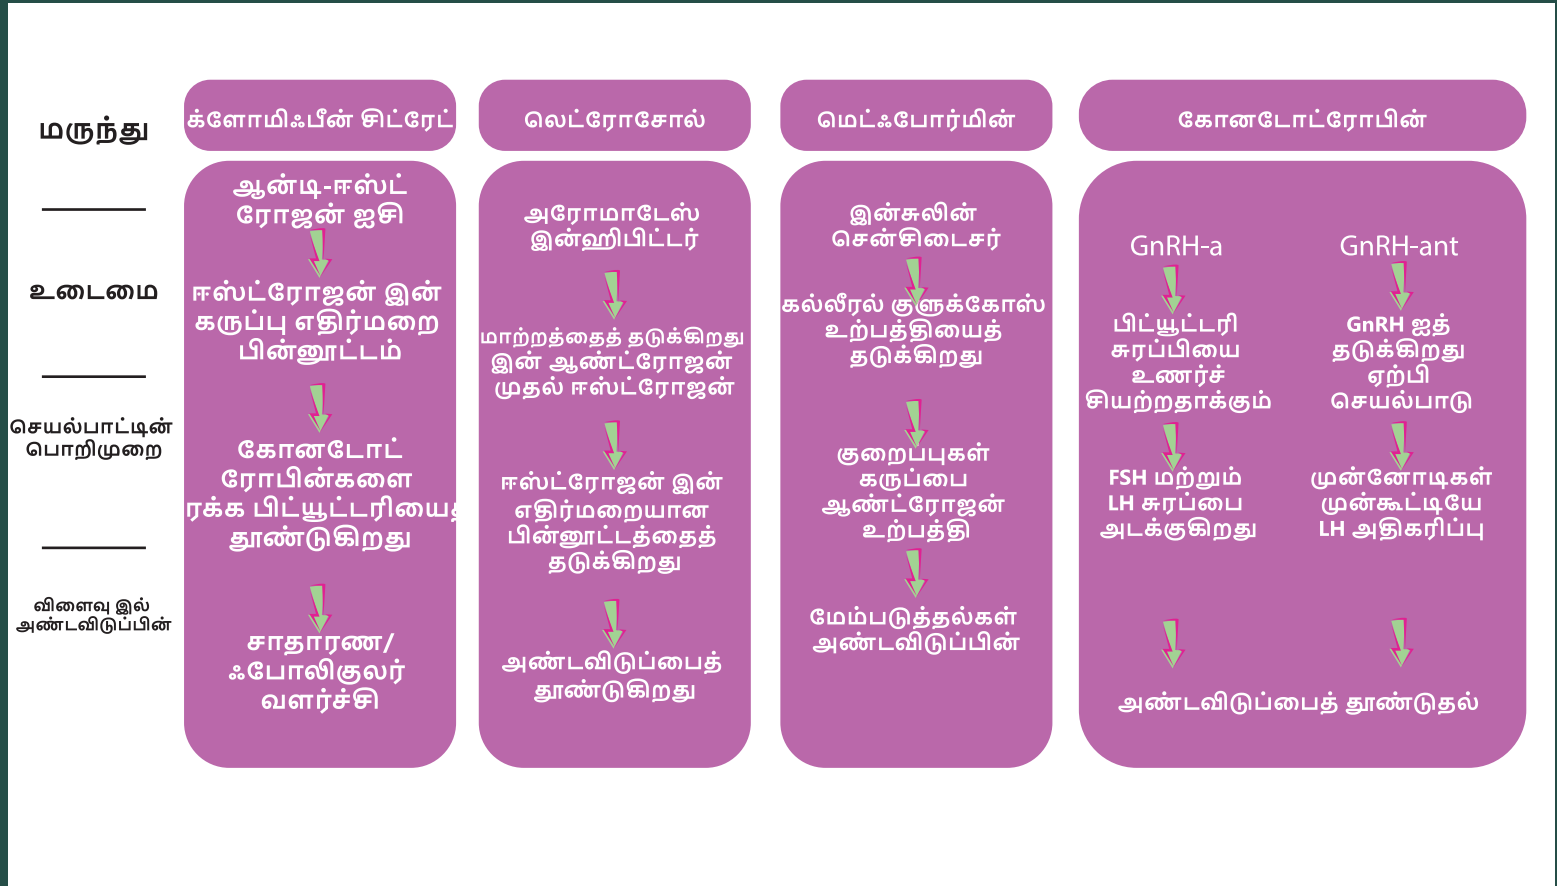 மருந்து
உடைமை
செயல்பாட்டின்
பொறிமுறை
விளைவு இல்
அண்டவிடுப்பின்
க்ளோமிஃபீன் சிட்ரேட்
ஆன்டி-ஈஸ்ட்
ரோஜன் ஐசி
ஈஸ்ட்ரோஜன் இன்
கருப்பு எதிர்மறை
பின்னூட்டம்
கோனடோட்
ரோபின்களை
ரக்க பிட்யூட்டரியைத்
தூண்டுகிறது
சாதாரண/
ஃபோலிகுலர்
வளர்ச்சி
லெட்ரோசோல்
அரோமாடேஸ்
இன்ஹிபிட்டர்
மாற்றத்தைத் தடுக்கிறது
இன் ஆண்ட்ரோஜன்
முதல் ஈஸ்ட்ரோஜன்
ஈஸ்ட்ரோஜன் இன்
எதிர்மறையான
பின்னூட்டத்தைத்
தடுக்கிறது
அண்டவிடுப்பைத்
தூண்டுகிறது
மெட்ஃபோர்மின்
இன்சுலின்
சென்சிடைசர்
கல்லீரல் குளுக்கோஸ்
உற்பத்தியைத்
தடுக்கிறது
குறைப்புகள்
கருப்பை
ஆண்ட்ரோஜன்
உற்பத்தி
மேம்படுத்தல்கள்
அண்டவிடுப்பின்
கோனடோட்ரோபின்
GnRH-a
பிட்யூட்டரி
சுரப்பியை
உணர்ச்
சியற்றதாக்கும்
FSH மற்றும்
LH சுரப்பை
அடக்குகிறது
GnRH-ant
GnRH ஐத்
தடுக்கிறது
ஏற்பி
செயல்பாடு
முன்னோடிகள்
முன்கூட்டியே
LH அதிகரிப்பு
அண்டவிடுப்பைத் தூண்டுதல்